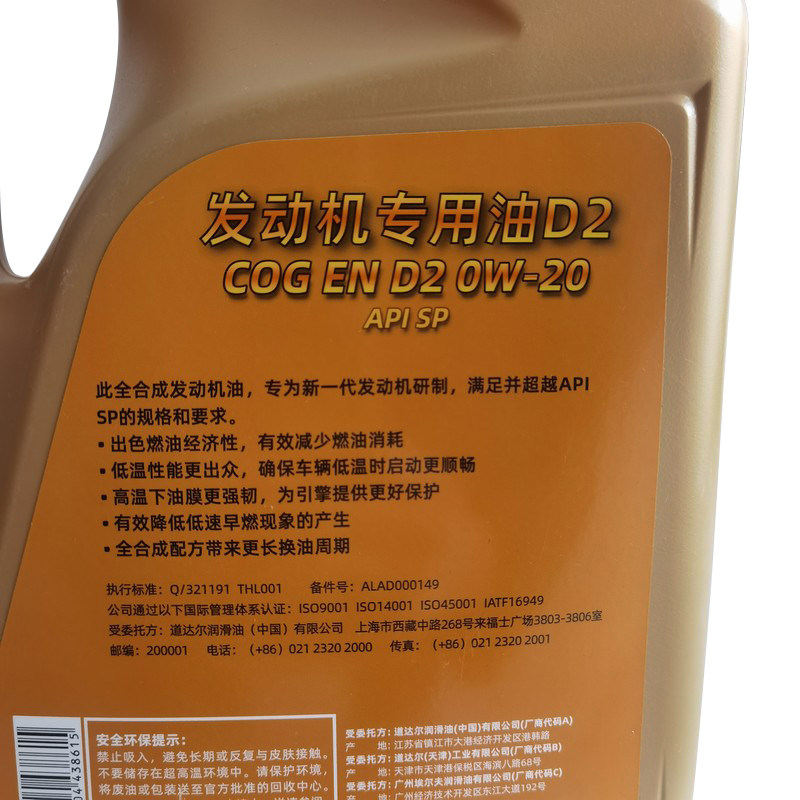 发动机专用油D2
COG EN D2 0W-20
API SP
此全合成发动机油，专为新一代发动机研制，满足并超越API
SP的规格和要求。
▪ 出色燃油经济性，有效减少燃油消耗
▪ 低温性能更出众，确保车辆低温时启动更顺畅
▪ 高温下油膜更强韧，为引擎提供更好保护
▪ 有效降低低速早燃现象的产生
▪ 全合成配方带来更长换油周期
执行标准：Q/321191 THL001 备件号：ALAD000149
公司通过以下国际管理体系认证：ISO9001 ISO14001 ISO45001 IATF16949
受委托方：道达尔润滑油（中国）有限公司 上海市西藏中路268号来福士广场3803-3806室
邮编：200001 电话：（+86）021 2320 2000 传真：（+86）021 2320 2001
安全环保提示：
禁止吸入，避免长期或反复与皮肤接触。
不要储存在超高温环境中。请保护环境，
将废油或包装送至官方批准的回收中心。
受委托方：道达尔润滑油(中国)有限公司(厂商代码A)
产 地：江苏省镇江市大港经济开发区港韩路
受委托方：道达尔(天津)工业有限公司(厂商代码B)
产 地：天津市天津港保税区海滨八路68号
受委托方：广州埃尔夫润滑油有限公司(厂商代码C)
产 地：广州经济技术开发区东江大道192号
04438615